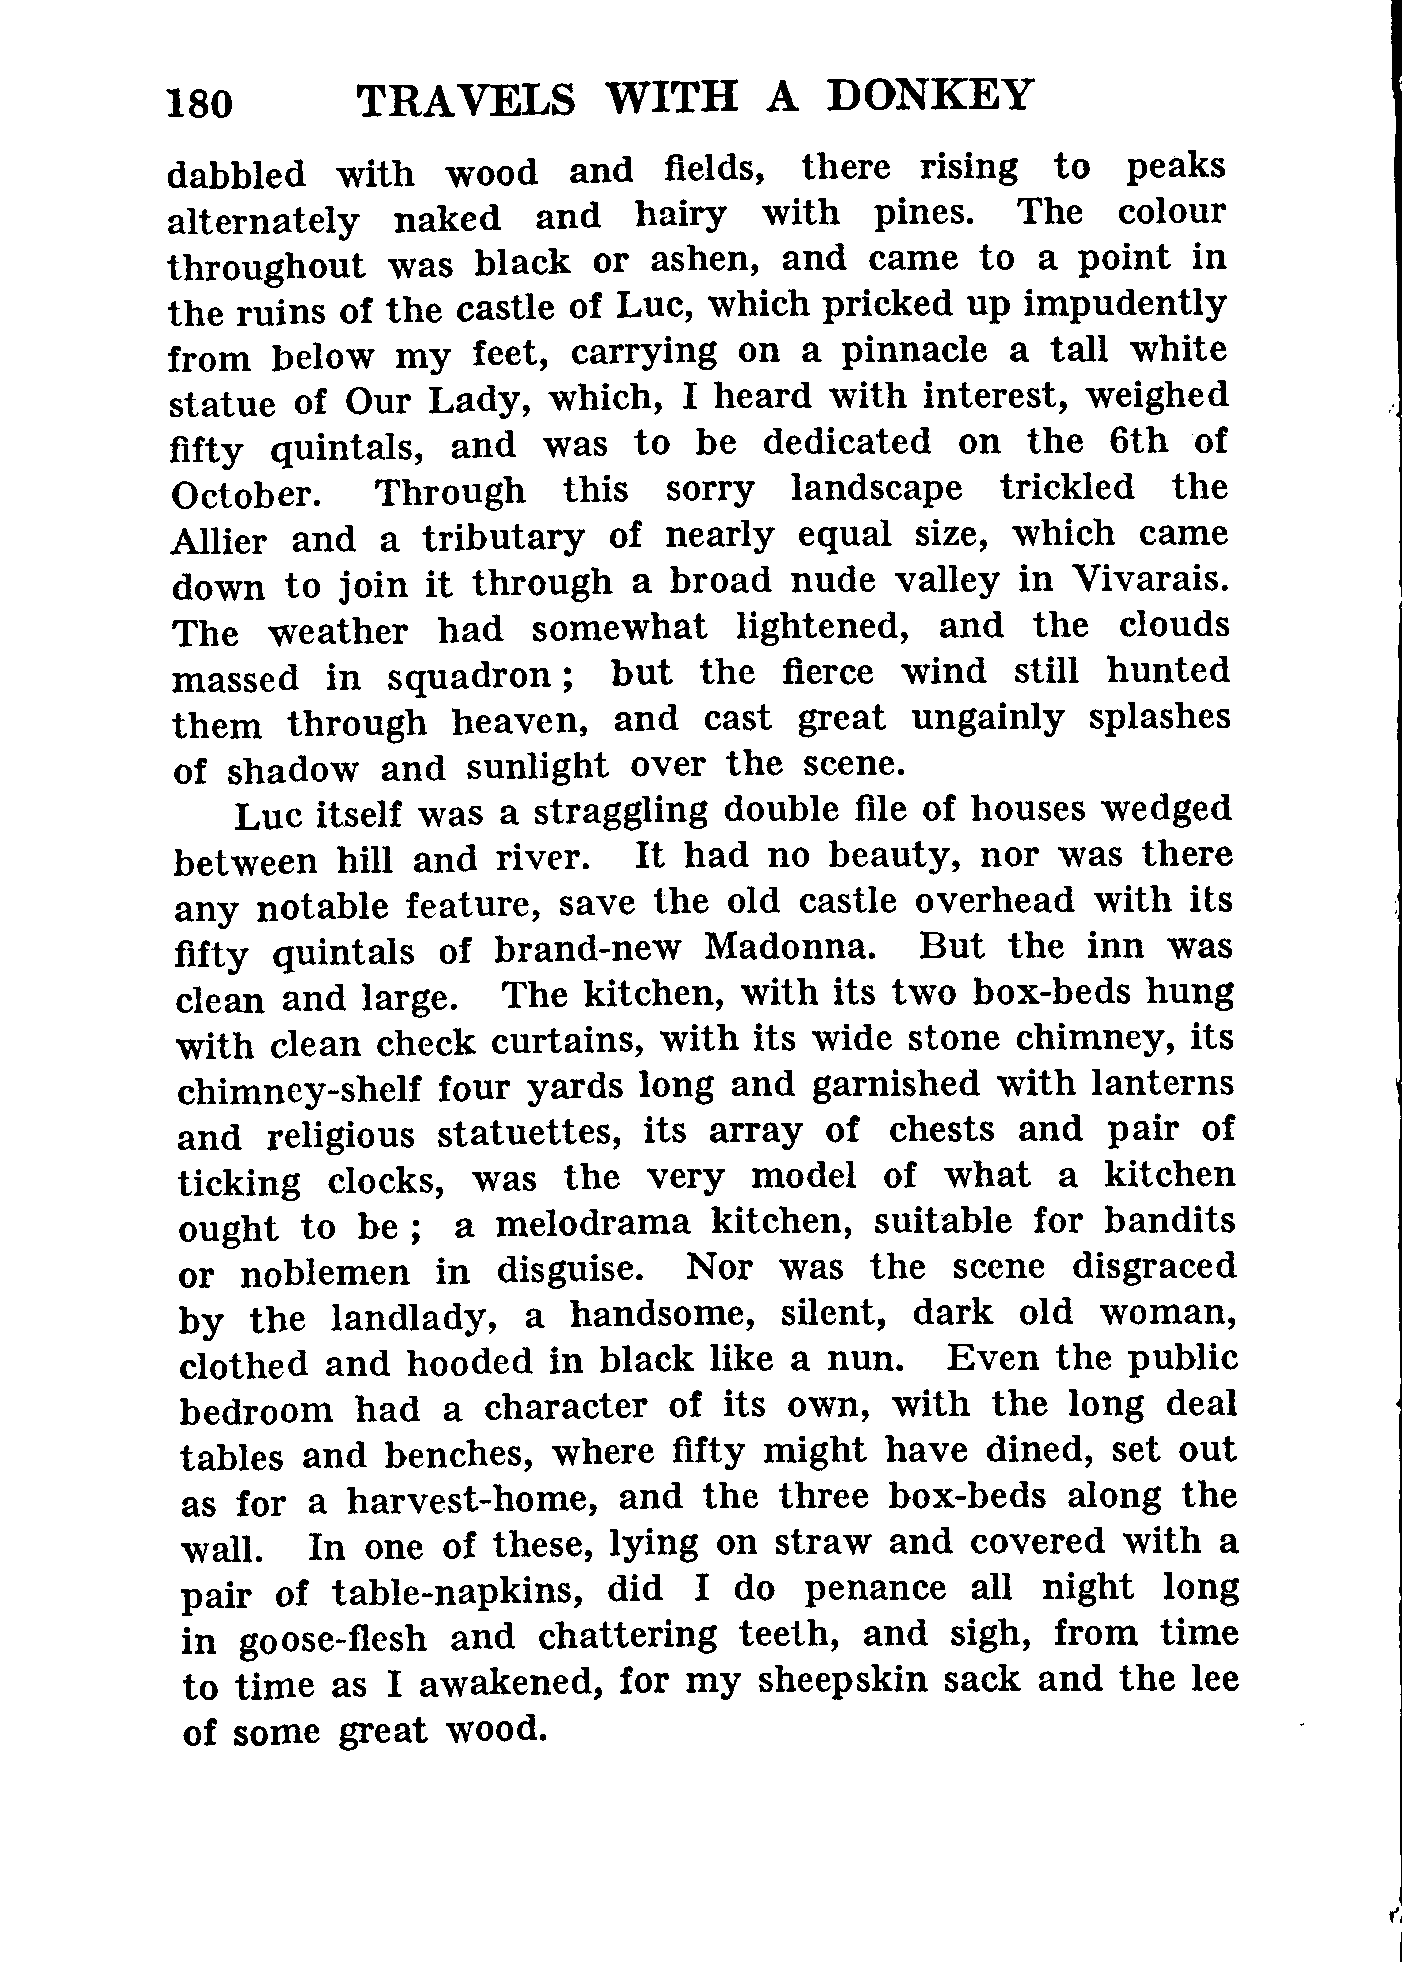 180 TRAVELS WITH A DONKEY
dabbled with wood and fields, there rising to peaks
alternately naked and hairy with pines. The colour
throughout was black or ashen, and came to a point in
the ruins of the castle of Luc, which pricked up impudently
from below my feet, carrying on a pinnacle a tall white
statue of Our Lady, which, I heard with interest, weighed
fifty quintals, and was to be dedicated on the 6th of
October. Through this sorry landscape trickled the
Allier and a tributary of nearly equal size, which came
down to join it through a broad nude valley in Vivarais.
The weather had somewhat lightened, and the clouds
massed in squadron ; but the fierce wind still hunted
them through heaven, and cast great ungainly splashes
of shadow and sunlight over the scene.
Luc itself was a straggling double file of houses wedged
between hill and river. It had no beauty, nor was there
any notable feature, save the old castle overhead with its
fifty quintals of brand-new Madonna. But the inn was
clean and large. The kitchen, with its two box-beds hung
with clean check curtains, with its wide stone chimney, its
chimney-shelf four yards long and garnished with lanterns
and religious statuettes, its array of chests and pair of
ticking clocks, was the very model of what a kitchen
ought to be ; a melodrama kitchen, suitable for bandits
or noblemen in disguise. Nor was the scene disgraced
by the landlady, a handsome, silent, dark old woman,
clothed and hooded in black like a nun. Even the public
bedroom had a character of its own, with the long deal
tables and benches, where fifty might have dined, set out
as for a harvest-home, and the three box-beds along the
wall. In one of these, lying on straw and covered with a
pair of table-napkins, did I do penance all night long
in goose-flesh and chattering teeth, and sigh, from time
to time as I awakened, for my sheepskin sack and the lee
of some great wood.